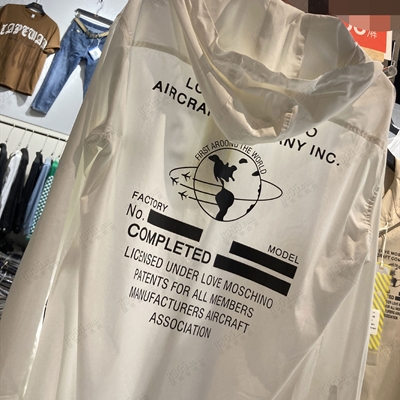 FIRST AROUND THE WORLD
FACTORY
No.
MODEL
COMPLETED
LICENSED UNDER LOVE MOSCHINO
PATENTS FOR ALL MEMBERS
MANUFACTURERS AIRCRAFT
ASSOCIATION
INC.